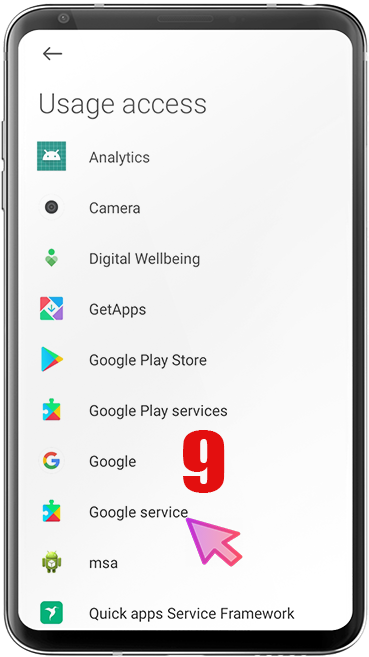 Usage access
Analytics
Camera
Digital Wellbeing
GetApps
Google Play Store
Google Play services
Google
9
Google service
msa
Quick apps Service Framework